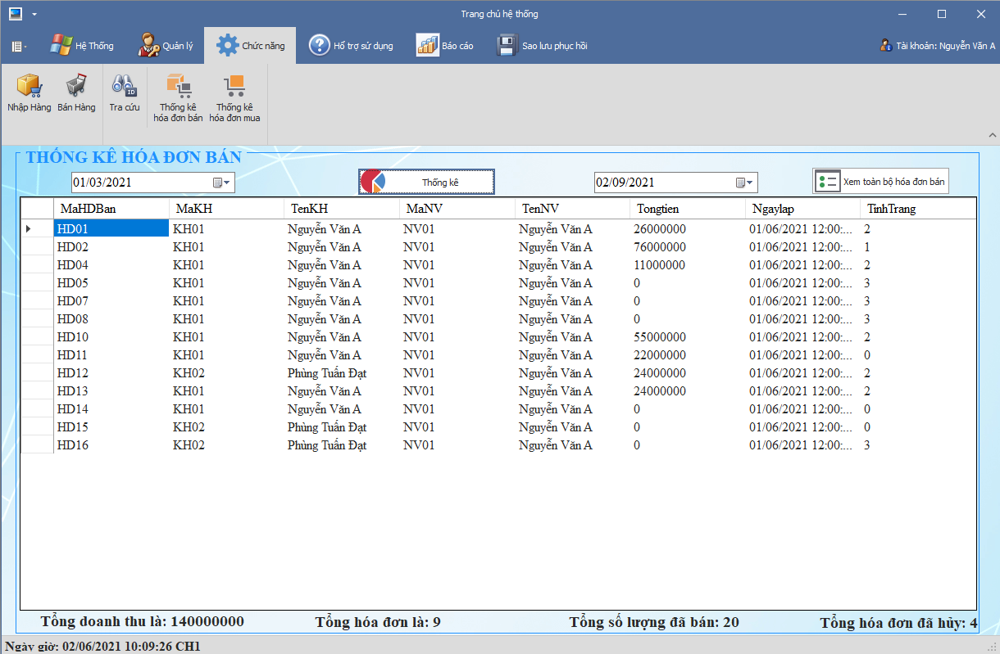 Trang chủ hệ thống
Hệ Thống Quản lý Chức năng Hổ trợ sử dụng Báo cáo Sao lưu phục hồi Tài khoản: Nguyễn Văn A
Nhập Hàng Bán Hàng Tra cứu Thống kê hóa đơn bán Thống kê hóa đơn mua
THỐNG KÊ HÓA ĐƠN BÁN
01/03/2021 Thống kê 02/09/2021 Xem toàn bộ hóa đơn bán
MaHDBan MaKH TenKH MaNV TenNV Tongtien Ngaylap TinhTrang
HD01 KH01 Nguyễn Văn A NV01 Nguyễn Văn A 26000000 01/06/2021 12:00:... 2
HD02 KH01 Nguyễn Văn A NV01 Nguyễn Văn A 76000000 01/06/2021 12:00:... 1
HD04 KH01 Nguyễn Văn A NV01 Nguyễn Văn A 11000000 01/06/2021 12:00:... 2
HD05 KH01 Nguyễn Văn A NV01 Nguyễn Văn A 0 01/06/2021 12:00:... 3
HD07 KH01 Nguyễn Văn A NV01 Nguyễn Văn A 0 01/06/2021 12:00:... 3
HD08 KH01 Nguyễn Văn A NV01 Nguyễn Văn A 0 01/06/2021 12:00:... 3
HD10 KH01 Nguyễn Văn A NV01 Nguyễn Văn A 55000000 01/06/2021 12:00:... 2
HD11 KH01 Nguyễn Văn A NV01 Nguyễn Văn A 22000000 01/06/2021 12:00:... 0
HD12 KH02 Phùng Tuấn Đạt NV01 Nguyễn Văn A 24000000 01/06/2021 12:00:... 2
HD13 KH01 Nguyễn Văn A NV01 Nguyễn Văn A 24000000 01/06/2021 12:00:... 2
HD14 KH01 Nguyễn Văn A NV01 Nguyễn Văn A 0 01/06/2021 12:00:... 0
HD15 KH02 Phùng Tuấn Đạt NV01 Nguyễn Văn A 0 01/06/2021 12:00:... 0
HD16 KH02 Phùng Tuấn Đạt NV01 Nguyễn Văn A 0 01/06/2021 12:00:... 3
Tổng doanh thu là: 140000000 Tổng hóa đơn là: 9 Tổng số lượng đã bán: 20 Tổng hóa đơn đã hủy: 4
Ngày giờ: 02/06/2021 10:09:26 CH1